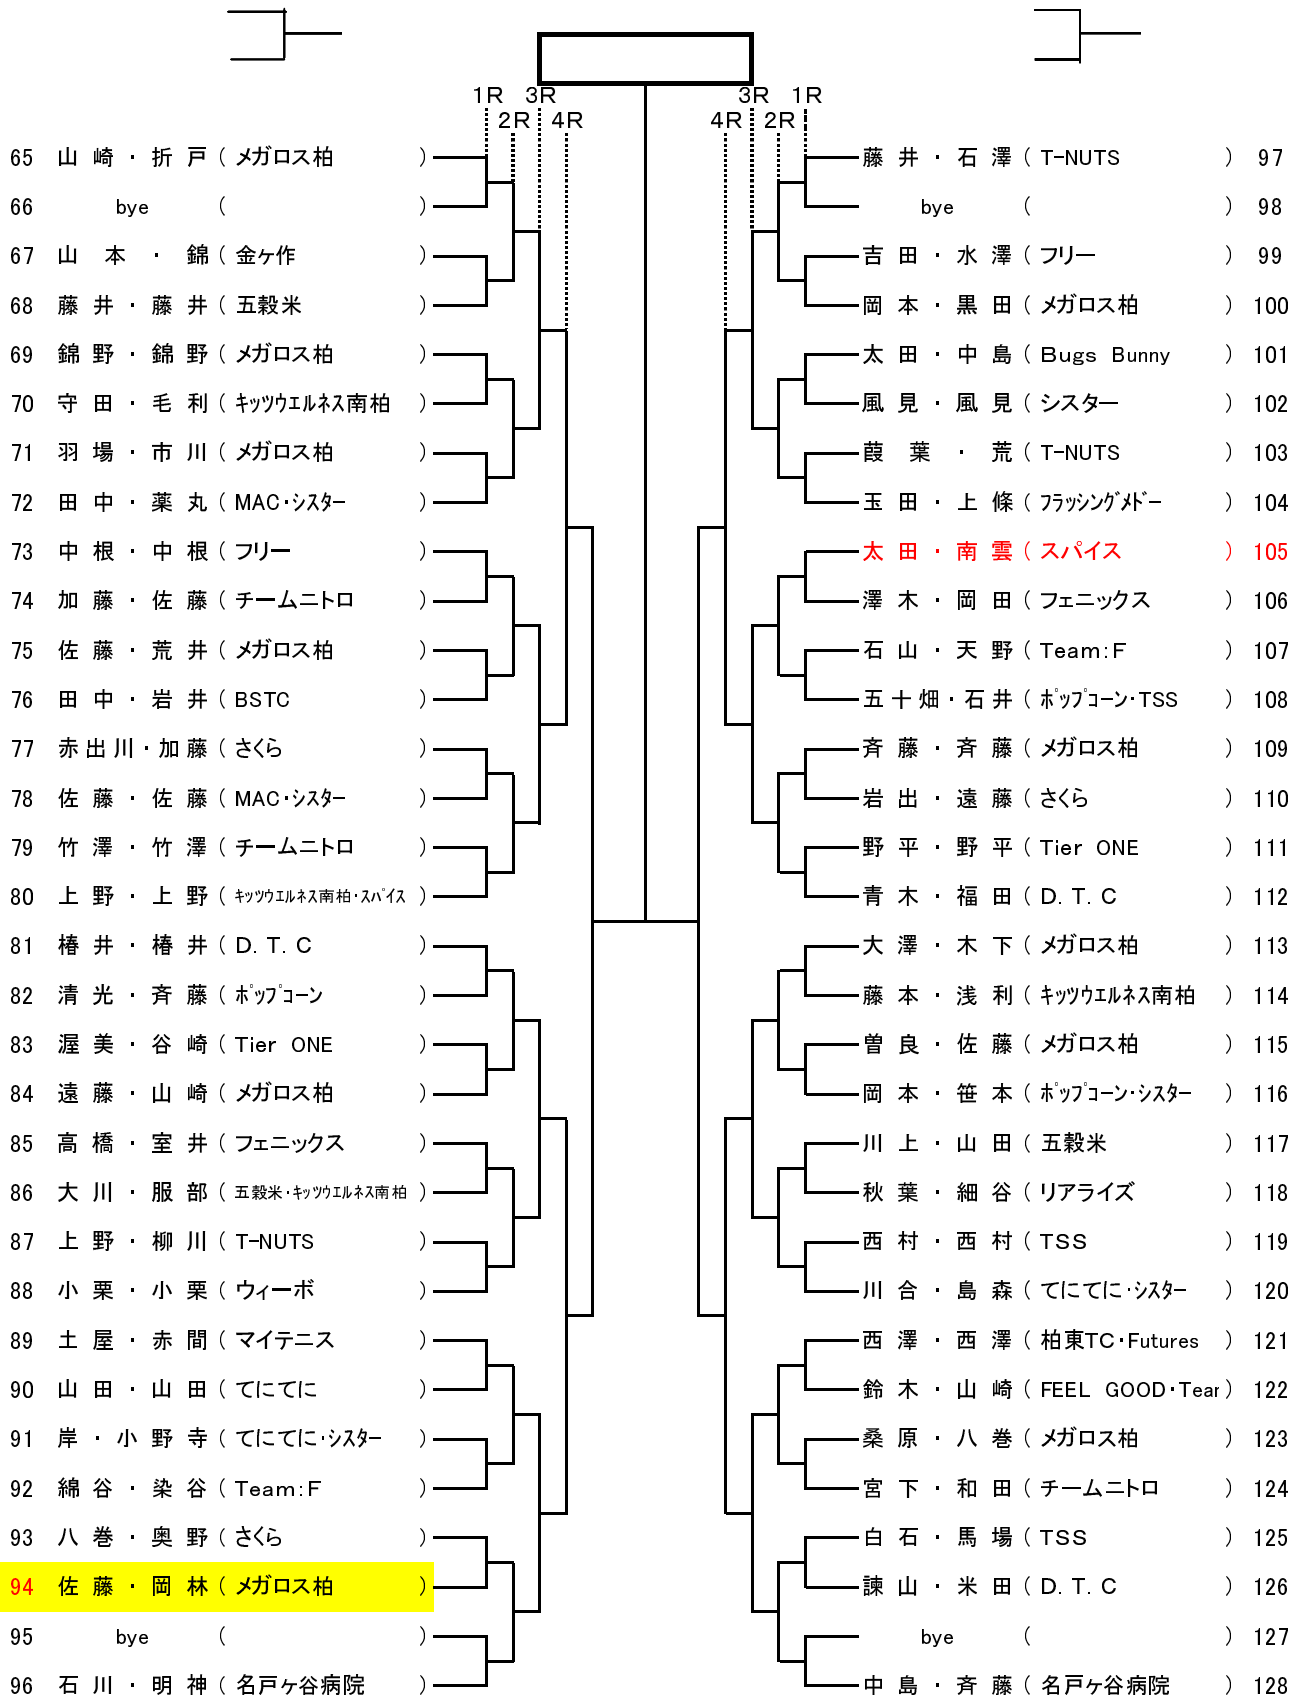 1R 3R 3R 1R
2R 4R 4R 2R
65 山 崎 ・ 折 戸 ( メガロス柏 ) 藤 井 ・ 石 澤 ( T-NUTS ) 97
66 bye ( ) bye ( ) 98
67 山 本 ・ 錦 ( 金ヶ作 ) 吉 田 ・ 水 澤 ( フリー ) 99
68 藤 井 ・ 藤 井 ( 五穀米 ) 岡 本 ・ 黒 田 ( メガロス柏 ) 100
69 錦 野 ・ 錦 野 ( メガロス柏 ) 太 田 ・ 中 島 ( Bugs Bunny ) 101
70 守 田 ・ 毛 利 ( キッツウエルネス南柏 ) 風 見 ・ 風 見 ( シスター ) 102
71 羽 場 ・ 市 川 ( メガロス柏 ) 葭 葉 ・ 荒 ( T-NUTS ) 103
72 田 中 ・ 薬 丸 ( MAC・シスター ) 玉 田 ・ 上 條 ( フラッシングメドー ) 104
73 中 根 ・ 中 根 ( フリー ) 太 田 ・ 南 雲 ( スパイス ) 105
74 加 藤 ・ 佐 藤 ( チームニトロ ) 澤 木 ・ 岡 田 ( フェニックス ) 106
75 佐 藤 ・ 荒 井 ( メガロス柏 ) 石 山 ・ 天 野 ( Team:F ) 107
76 田 中 ・ 岩 井 ( BSTC ) 五 十 畑 ・ 石 井 ( ポップコーン・TSS ) 108
77 赤 出 川 ・ 加 藤 ( さくら ) 斉 藤 ・ 斉 藤 ( メガロス柏 ) 109
78 佐 藤 ・ 佐 藤 ( MAC・シスター ) 岩 出 ・ 遠 藤 ( さくら ) 110
79 竹 澤 ・ 竹 澤 ( チームニトロ ) 野 平 ・ 野 平 ( Tier ONE ) 111
80 上 野 ・ 上 野 ( キッツウエルネス南柏・スパイス ) 青 木 ・ 福 田 ( D.T.C ) 112
81 椿 井 ・ 椿 井 ( D.T.C ) 大 澤 ・ 木 下 ( メガロス柏 ) 113
82 清 光 ・ 斉 藤 ( ポップコーン ) 藤 本 ・ 浅 利 ( キッツウエルネス南柏 ) 114
83 渥 美 ・ 谷 崎 ( Tier ONE ) 曽 良 ・ 佐 藤 ( メガロス柏 ) 115
84 遠 藤 ・ 山 崎 ( メガロス柏 ) 岡 本 ・ 笹 本 ( ポップコーン・シスター ) 116
85 高 橋 ・ 室 井 ( フェニックス ) 川 上 ・ 山 田 ( 五穀米 ) 117
86 大 川 ・ 服 部 ( 五穀米・キッツウエルネス南柏 ) 秋 葉 ・ 細 谷 ( リアライズ ) 118
87 上 野 ・ 柳 川 ( T-NUTS ) 西 村 ・ 西 村 ( TSS ) 119
88 小 栗 ・ 小 栗 ( ウィーボ ) 川 合 ・ 島 森 ( てにてに・シスター ) 120
89 土 屋 ・ 赤 間 ( マイテニス ) 西 澤 ・ 西 澤 ( 柏東TC・Futures ) 121
90 山 田 ・ 山 田 ( てにてに ) 鈴 木 ・ 山 崎 ( FEEL GOOD・Tear ) 122
91 岸 ・ 小 野 寺 ( てにてに・シスター ) 桑 原 ・ 八 巻 ( メガロス柏 ) 123
92 綿 谷 ・ 染 谷 ( Team:F ) 宮 下 ・ 和 田 ( チームニトロ ) 124
93 八 巻 ・ 奥 野 ( さくら ) 白 石 ・ 馬 場 ( TSS ) 125
94 佐 藤 ・ 岡 林 ( メガロス柏 ) 諫 山 ・ 米 田 ( D.T.C ) 126
95 bye ( ) bye ( ) 127
96 石 川 ・ 明 神 ( 名戸ヶ谷病院 ) 中 島 ・ 斉 藤 ( 名戸ヶ谷病院 ) 128